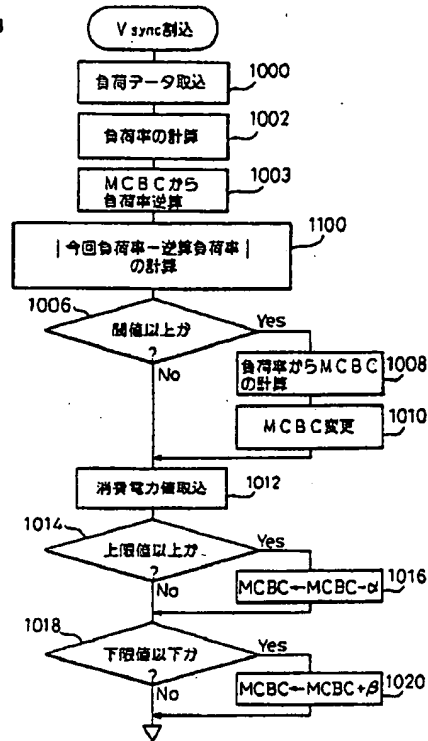 V sync割込
負荷データ取込
1000
負荷率の計算
1002
MCBCから
負荷率逆算
1003
|今回負荷率－逆算負荷率|
の計算
1100
1006
閾値以上か
?
Yes
No
負荷率からMCBC
の計算
1008
MCBC変更
1010
消費電力値取込
1012
1014
上限値以上か
?
Yes
No
MCBC←MCBC－α
1016
1018
下限値以下か
?
Yes
No
MCBC←MCBC+β
1020